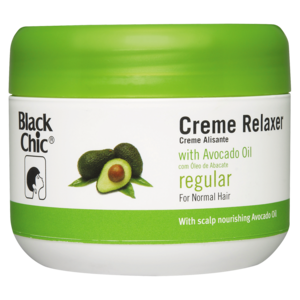 Black
Chic®
Creme Relaxer
Creme Alisante
with Avocado Oil
com Óleo de Abacate
regular
For Normal Hair
With scalp nourishing Avocado Oil